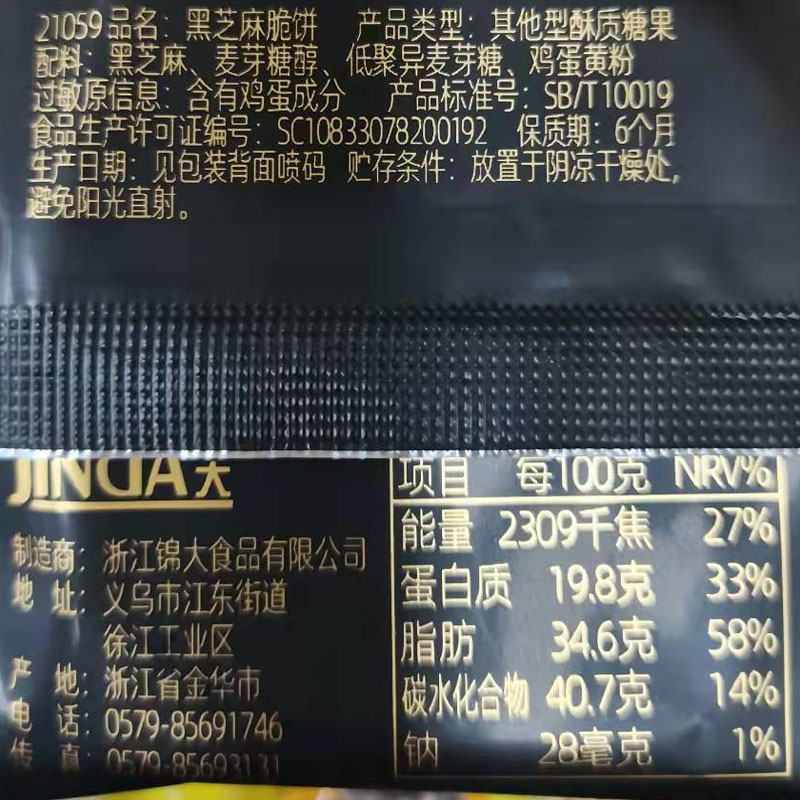 21059 品名：黑芝麻脆饼 产品类型：其他型酥质糖果
配料：黑芝麻、麦芽糖醇、低聚异麦芽糖、鸡蛋黄粉
过敏原信息：含有鸡蛋成分 产品标准号：SB/T 10019
食品生产许可证编号：SC10833078200192 保质期：6个月
生产日期：见包装背面喷码 贮存条件：放置于阴凉干燥处，
避免阳光直射。
JINDA大
制造商：浙江锦大食品有限公司
地 址：义乌市江东街道
徐江工业区
产 地：浙江省金华市
电 话：0579-85691746
传 真：0579-85693131
项目 每100克 NRV%
能量 2309千焦 27%
蛋白质 19.8克 33%
脂肪 34.6克 58%
碳水化合物 40.7克 14%
钠 28毫克 1%